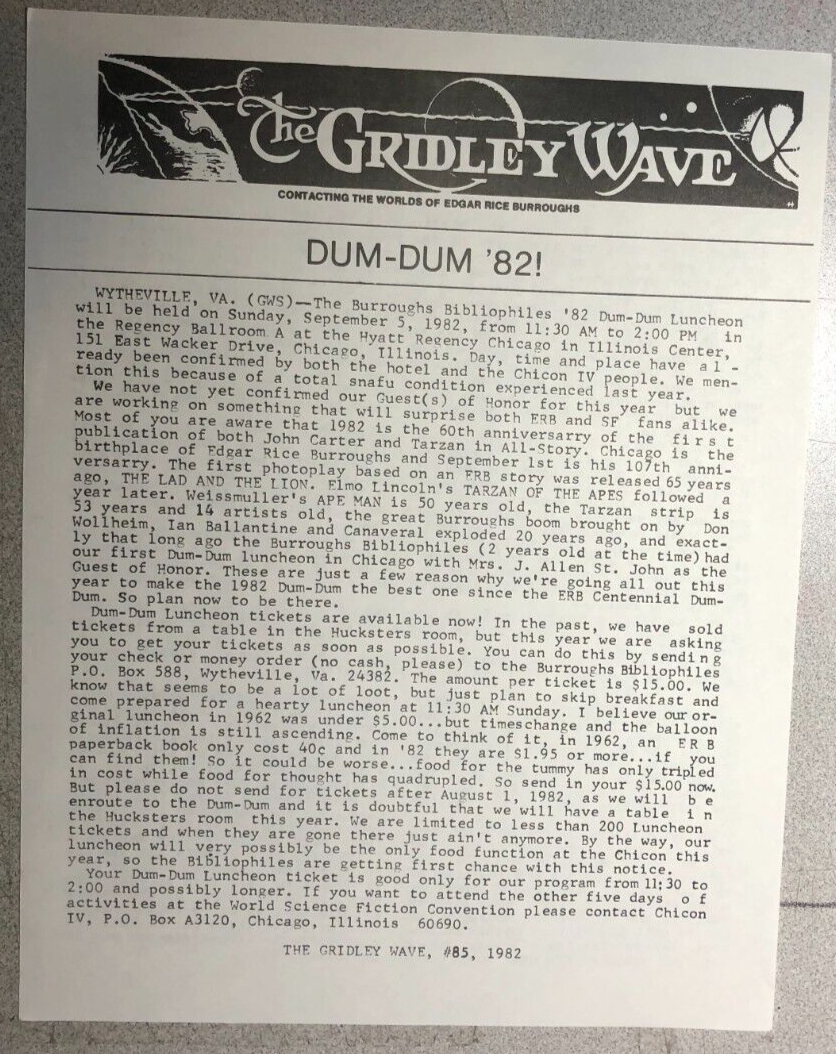 The GRIDLEY WAVE
CONTACTING THE WORLDS OF EDGAR RICE BURROUGHS
DUM-DUM '82!
WYTHEVILLE, VA. (GWS)—The Burroughs Bibliophiles '82 Dum-Dum Luncheon
will be held on Sunday, September 5, 1982, from 11:30 AM to 2:00 PM in
the Regency Ballroom A at the Hyatt Regency Chicago in Illinois Center,
151 East Wacker Drive, Chicago, Illinois. Day, time and place have al-
ready been confirmed by both the hotel and the Chicon IV people. We men-
tion this because of a total snafu condition experienced last year.
We have not yet confirmed our Guest(s) of Honor for this year but we
are working on something that will surprise both ERB and SF fans alike.
Most of you are aware that 1982 is the 60th anniversarry of the first
publication of both John Carter and Tarzan in All-Story. Chicago is the
birthplace of Edgar Rice Burroughs and September 1st is his 107th anni-
versarry. The first photoplay based on an ERB story was released 65 years
ago, THE LAD AND THE LION. Elmo Lincoln's TARZAN OF THE APES followed a
year later. Weissmuller's APE MAN is 50 years old, the Tarzan strip is
53 years and 14 artists old, the great Burroughs boom brought on by Don
Wollheim, Ian Ballantine and Canaveral exploded 20 years ago, and exact-
ly that long ago the Burroughs Bibliophiles (2 years old at the time) had
our first Dum-Dum luncheon in Chicago with Mrs. J. Allen St. John as the
Guest of Honor. These are just a few reason why we're going all out this
year to make the 1982 Dum-Dum the best one since the ERB Centennial Dum-
Dum. So plan now to be there.
Dum-Dum Luncheon tickets are available now! In the past, we have sold
tickets from a table in the Hucksters room, but this year we are asking
you to get your tickets as soon as possible. You can do this by sending
your check or money order (no cash, please) to the Burroughs Bibliophiles
P.O. Box 588, Wytheville, Va. 24382. The amount per ticket is $15.00. We
know that seems to be a lot of loot, but just plan to skip breakfast and
come prepared for a hearty luncheon at 11:30 AM Sunday. I believe our or-
ginal luncheon in 1962 was under $5.00...but timeschange and the balloon
of inflation is still ascending. Come to think of it, in 1962, an ERB
paperback book only cost 40c and in '82 they are $1.95 or more...if you
can find them! So it could be worse...food for the tummy has only tripled
in cost while food for thought has quadrupled. So send in your $15.00 now.
But please do not send for tickets after August 1, 1982, as we will be
enroute to the Dum-Dum and it is doubtful that we will have a table in
the Hucksters room this year. We are limited to less than 200 Luncheon
tickets and when they are gone there just ain't anymore. By the way, our
luncheon will very possibly be the only food function at the Chicon this
year, so the Bibliophiles are getting first chance with this notice.
Your Dum-Dum Luncheon ticket is good only for our program from 11:30 to
2:00 and possibly longer. If you want to attend the other five days of
activities at the World Science Fiction Convention please contact Chicon
IV, P.O. Box A3120, Chicago, Illinois 60690.
THE GRIDLEY WAVE, #85, 1982